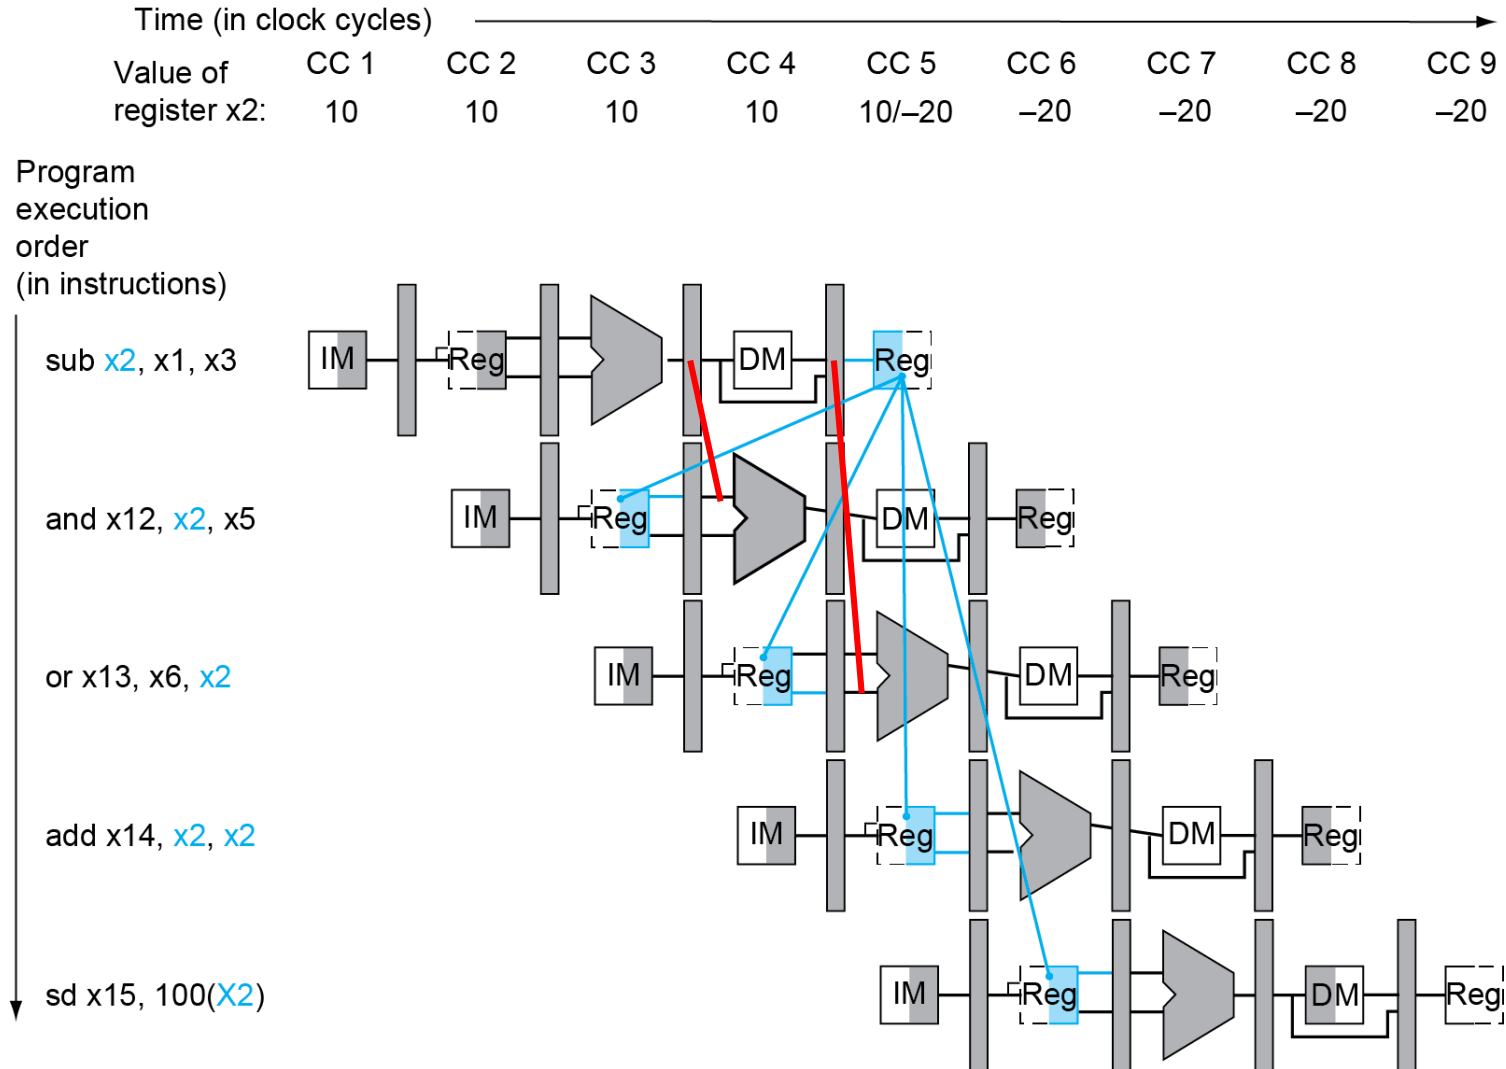 Time (in clock cycles)
Value of register x2:
CC 1 CC 2 CC 3 CC 4 CC 5 CC 6 CC 7 CC 8 CC 9
10 10 10 10 10/–20 –20 –20 –20 –20
Program
execution
order
(in instructions)
sub x2, x1, x3
IM Reg DM Reg
and x12, x2, x5
IM Reg DM Reg
or x13, x6, x2
IM Reg DM Reg
add x14, x2, x2
IM Reg DM Reg
sd x15, 100(X2)
IM Reg DM Reg